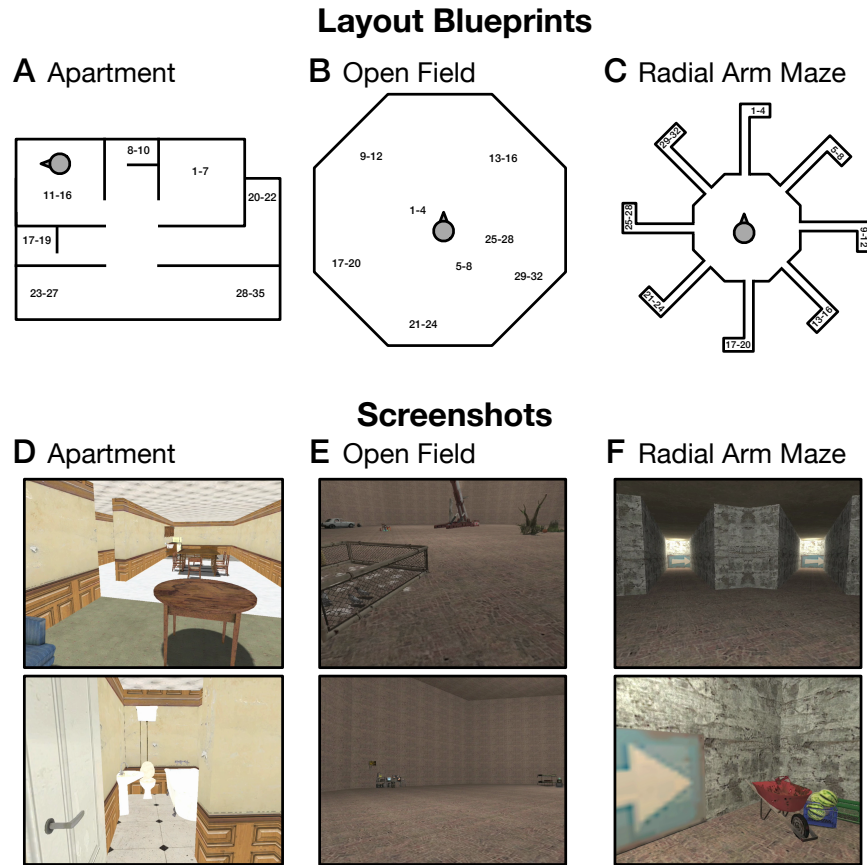 Layout Blueprints
A Apartment
B Open Field
C Radial Arm Maze
8-10
1-7
11-16
20-22
17-19
23-27
28-35
9-12
13-16
1-4
25-28
5-8
17-20
29-32
21-24
1-4
29-32
5-8
25-28
9-12
21-24
13-16
17-20
Screenshots
D Apartment
E Open Field
F Radial Arm Maze